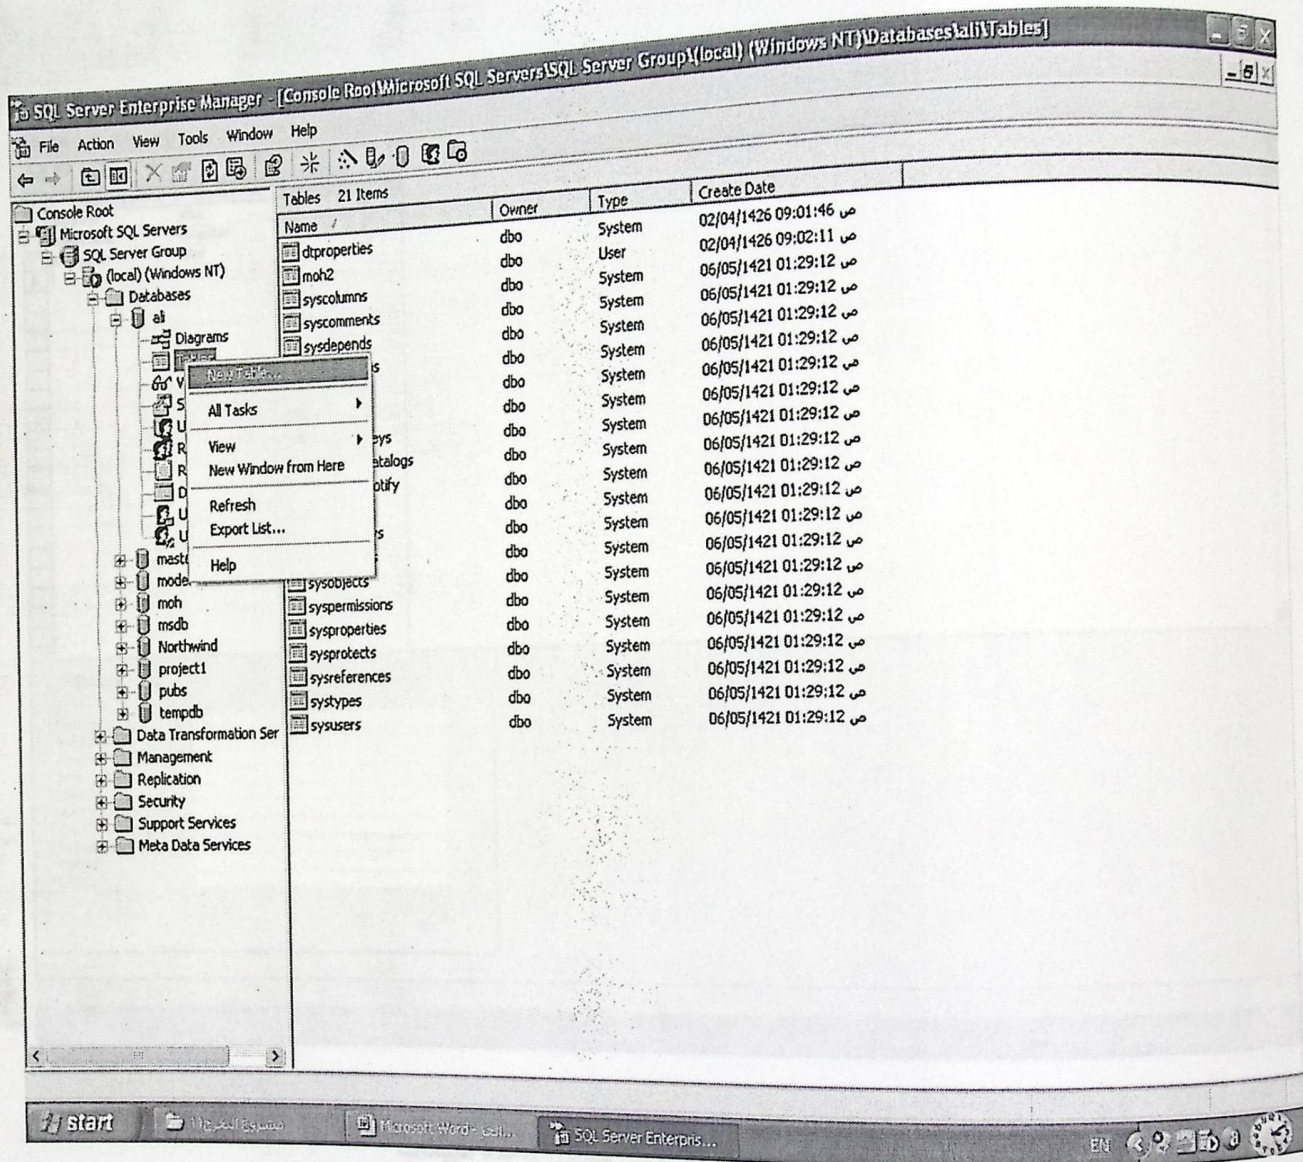 SQL Server Enterprise Manager - [Console Root\Microsoft SQL Servers\SQL Server Group\(local) (Windows NT)\Databases\ali\Tables]
File Action View Tools Window Help
Console Root
Microsoft SQL Servers
SQL Server Group
(local) (Windows NT)
Databases
ali
Diagrams
Tables
master
model
moh
msdb
Northwind
project1
pubs
tempdb
Data Transformation Ser
Management
Replication
Security
Support Services
Meta Data Services
New Table...
All Tasks
View
New Window from Here
Refresh
Export List...
Help
Tables 21 Items
Name Owner Type Create Date
dtproperties dbo System 02/04/1426 09:01:46 ص
moh2 dbo User 02/04/1426 09:02:11 ص
syscolumns dbo System 06/05/1421 01:29:12 ص
syscomments dbo System 06/05/1421 01:29:12 ص
sysdepends dbo System 06/05/1421 01:29:12 ص
s dbo System 06/05/1421 01:29:12 ص
dbo System 06/05/1421 01:29:12 ص
dbo System 06/05/1421 01:29:12 ص
eys dbo System 06/05/1421 01:29:12 ص
atalogs dbo System 06/05/1421 01:29:12 ص
otify dbo System 06/05/1421 01:29:12 ص
dbo System 06/05/1421 01:29:12 ص
s dbo System 06/05/1421 01:29:12 ص
dbo System 06/05/1421 01:29:12 ص
sysobjects dbo System 06/05/1421 01:29:12 ص
syspermissions dbo System 06/05/1421 01:29:12 ص
sysproperties dbo System 06/05/1421 01:29:12 ص
sysprotects dbo System 06/05/1421 01:29:12 ص
sysreferences dbo System 06/05/1421 01:29:12 ص
systypes dbo System 06/05/1421 01:29:12 ص
sysusers dbo System 06/05/1421 01:29:12 ص
start
مشروع التخرج11
Microsoft Word -
SQL Server Enterpris...
EN